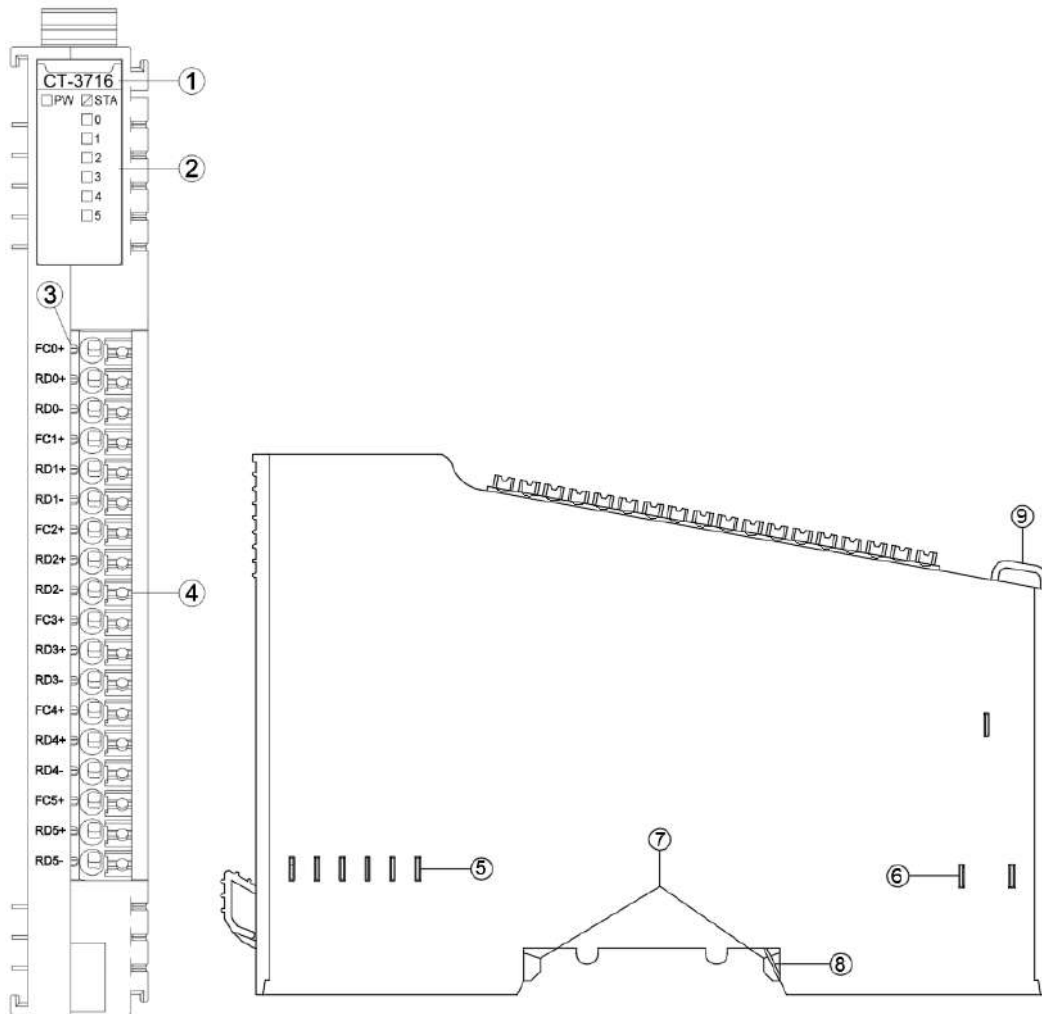 CT-3716
①
PW STA
0
1
2
②
3
4
5
③
FC0+
RD0+
RD0-
FC1+
RD1+
RD1-
FC2+
RD2+
RD2-
④
FC3+
RD3+
RD3-
FC4+
RD4+
RD4-
FC5+
RD5+
RD5-
⑨
⑦
⑤
⑥
⑧